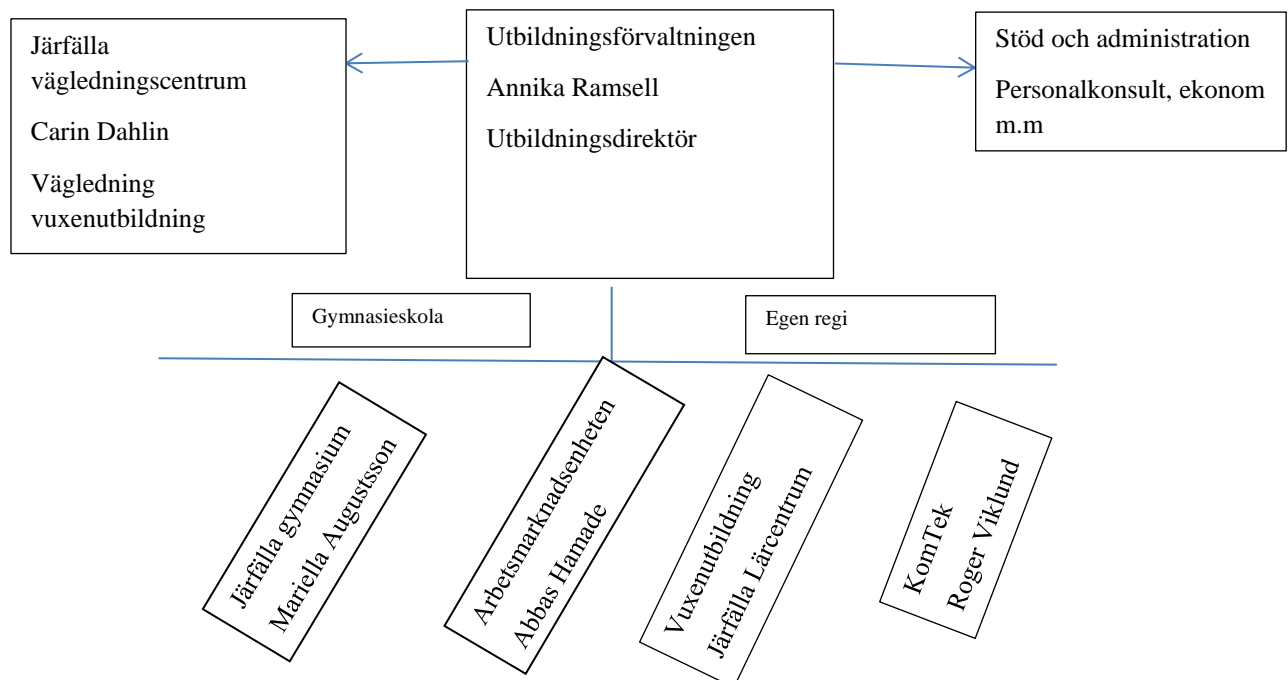 Järfälla
vägledningscentrum
Carin Dahlin
Vägledning
vuxenutbildning
Utbildningsförvaltningen
Annika Ramsell
Utbildningsdirektör
Stöd och administration
Personalkonsult, ekonom
m.m
Gymnasieskola
Egen regi
Järfälla gymnasium
Mariella Augustsson
Arbetsmarknadsenheten
Abbas Hamade
Vuxenutbildning
Järfälla Lärcentrum
KomTek
Roger Viklund